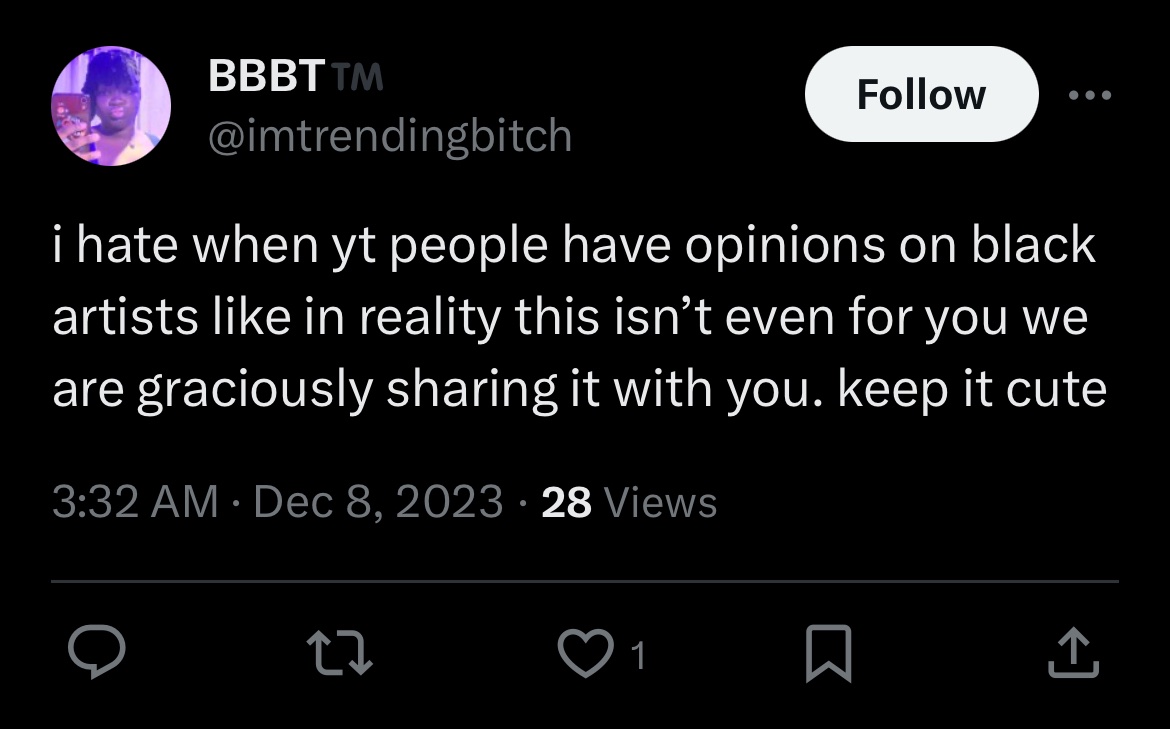 BBBT™
@imtrendingbitch
Follow
i hate when yt people have opinions on black
artists like in reality this isn’t even for you we
are graciously sharing it with you. keep it cute
3:32 AM · Dec 8, 2023 · 28 Views
1